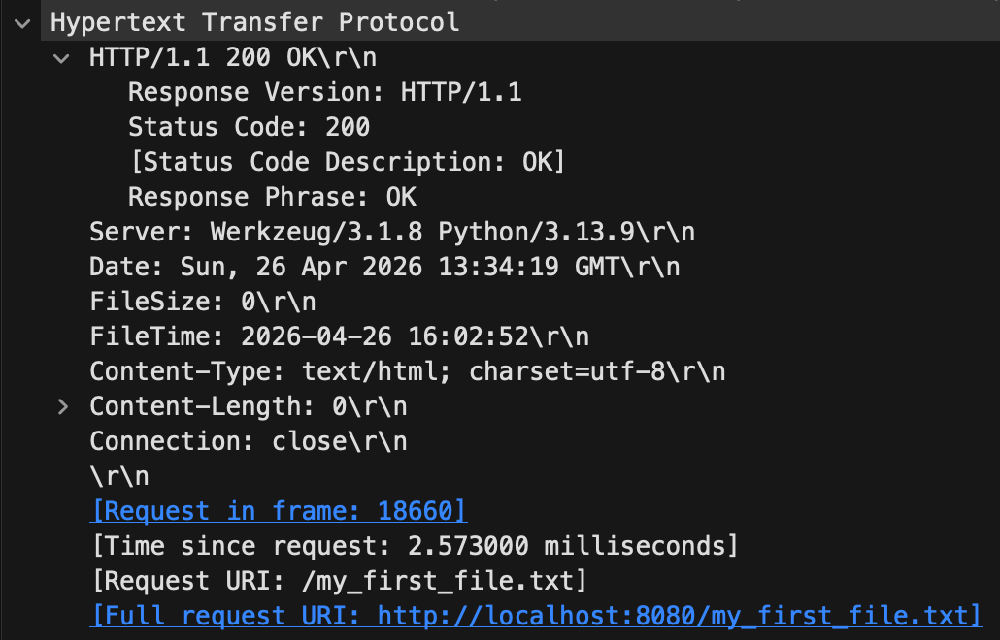 Hypertext Transfer Protocol
HTTP/1.1 200 OK\r\n
Response Version: HTTP/1.1
Status Code: 200
[Status Code Description: OK]
Response Phrase: OK
Server: Werkzeug/3.1.8 Python/3.13.9\r\n
Date: Sun, 26 Apr 2026 13:34:19 GMT\r\n
FileSize: 0\r\n
FileTime: 2026-04-26 16:02:52\r\n
Content-Type: text/html; charset=utf-8\r\n
Content-Length: 0\r\n
Connection: close\r\n
\r\n
[Request in frame: 18660]
[Time since request: 2.573000 milliseconds]
[Request URI: /my_first_file.txt]
[Full request URI: http://localhost:8080/my_first_file.txt]